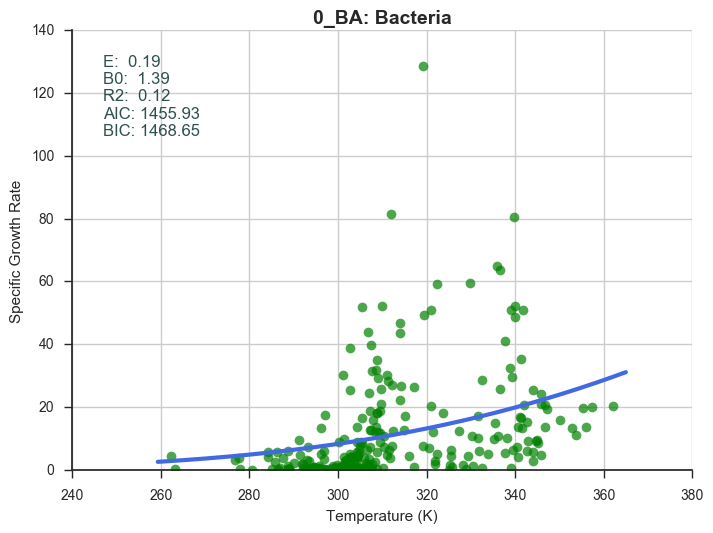 0_BA: Bacteria
140
120
100
80
60
40
20
0
E: 0.19
B0: 1.39
R2: 0.12
AIC: 1455.93
BIC: 1468.65
Specific Growth Rate
240
260
280
300
320
340
360
380
Temperature (K)